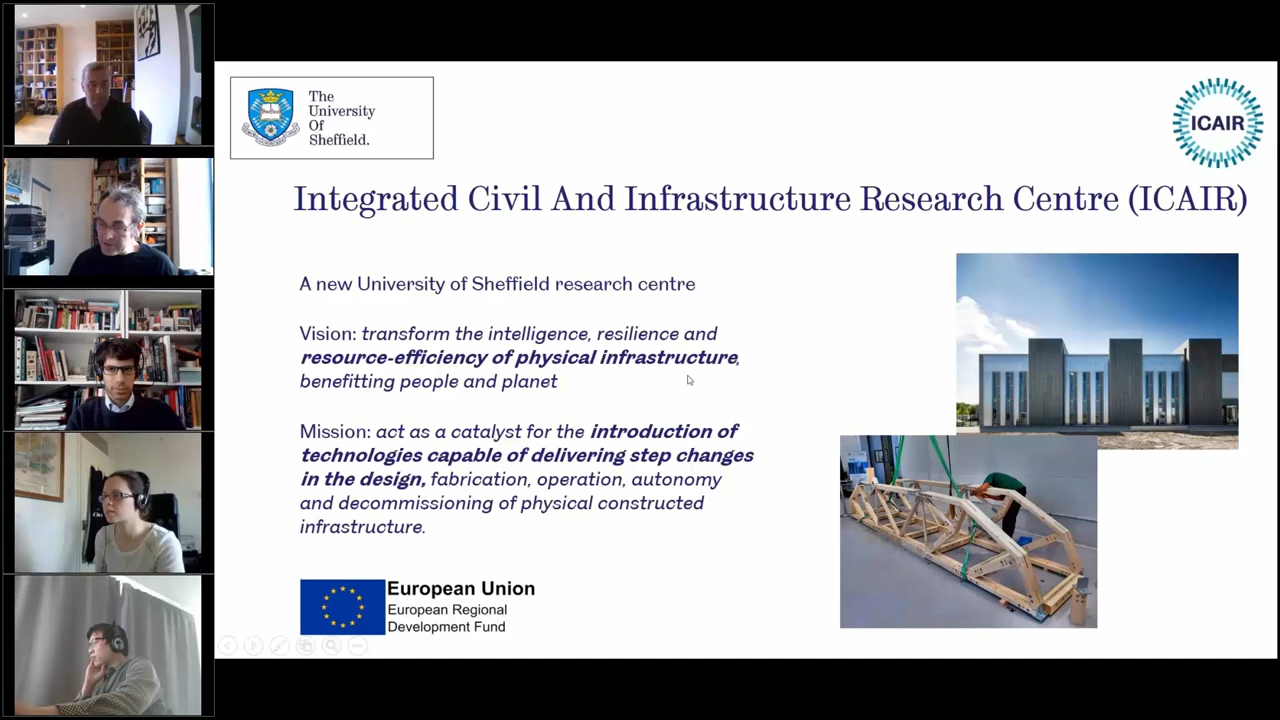 The
University
Of
Sheffield.
ICAIR
Integrated Civil And Infrastructure Research Centre (ICAIR)
A new University of Sheffield research centre
Vision: transform the intelligence, resilience and
resource-efficiency of physical infrastructure,
benefitting people and planet
Mission: act as a catalyst for the introduction of
technologies capable of delivering step changes
in the design, fabrication, operation, autonomy
and decommissioning of physical constructed
infrastructure.
European Union
European Regional
Development Fund